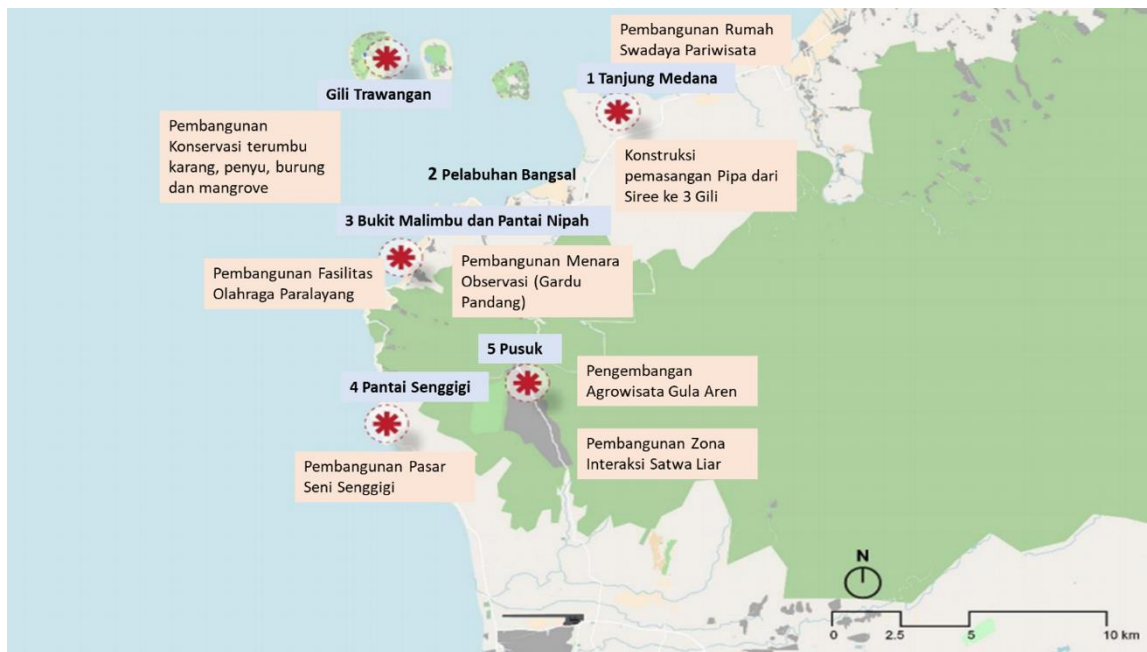 Pembangunan Rumah
Swadaya Pariwisata
1 Tanjung Medana
Gili Trawangan
Pembangunan
Konservasi terumbu
karang, penyu, burung
dan mangrove
Konstruksi
pemasangan Pipa dari
Siree ke 3 Gili
2 Pelabuhan Bangsal
3 Bukit Malimbu dan Pantai Nipah
Pembangunan Fasilitas
Olahraga Paralayang
Pembangunan Menara
Observasi (Gardu
Pandang)
5 Pusuk
Pengembangan
Agrowisata Gula Aren
4 Pantai Senggigi
Pembangunan Zona
Interaksi Satwa Liar
Pembangunan Pasar
Seni Senggigi
N
0 2.5 5 10 km